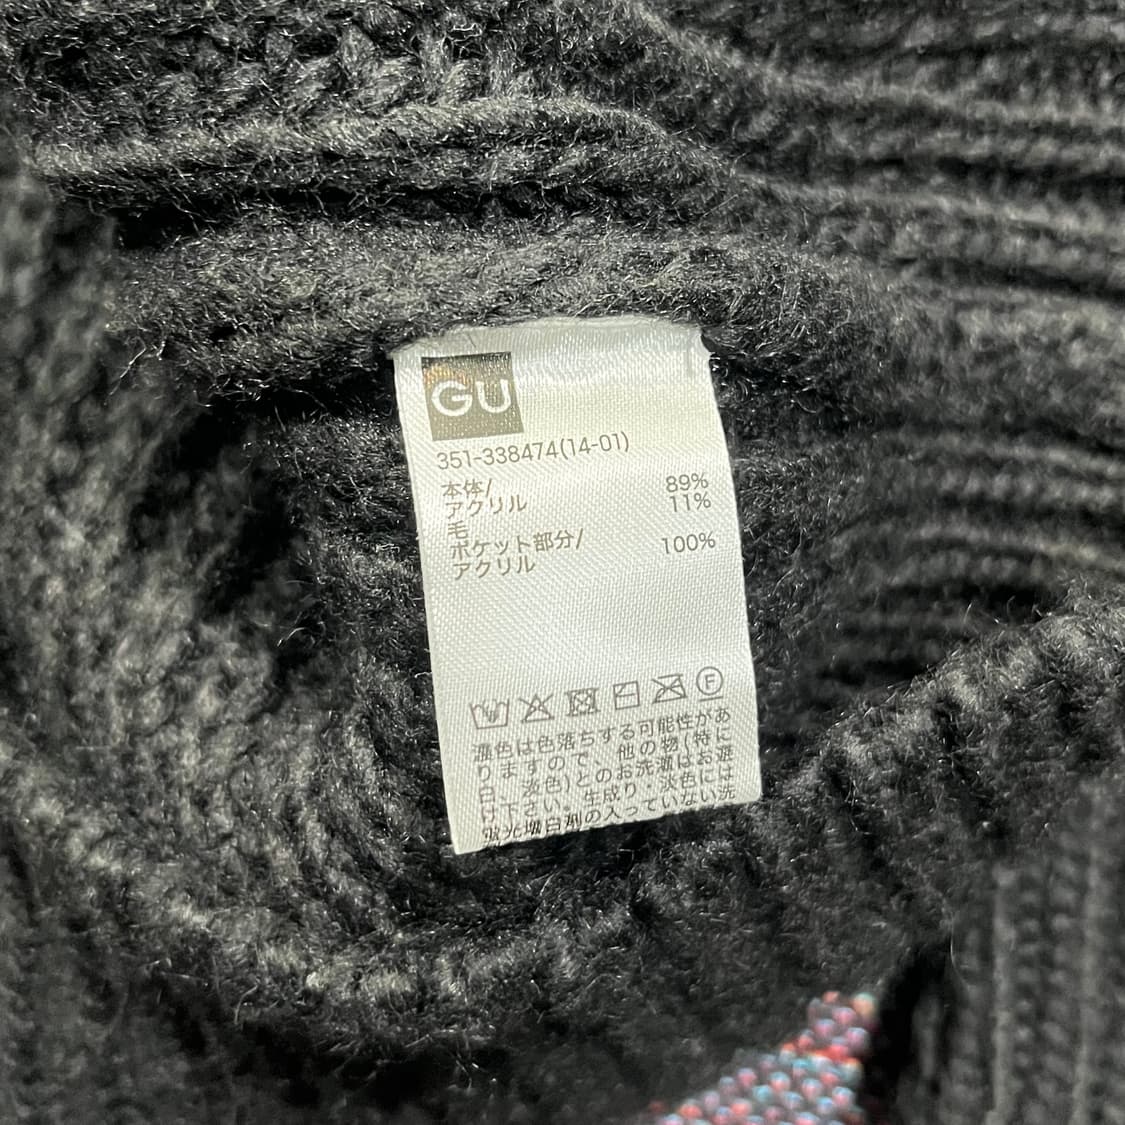 GU
351-338474(14-01)
本体/
アクリル 89%
毛 11%
ポケット部分/
アクリル 100%
F
濃色は色落ちする可能性があ
りますので、他の物(特に
白、淡色)とのお洗濯はお避
け下さい。生成り・淡色には
蛍光増白剤の入っていない洗